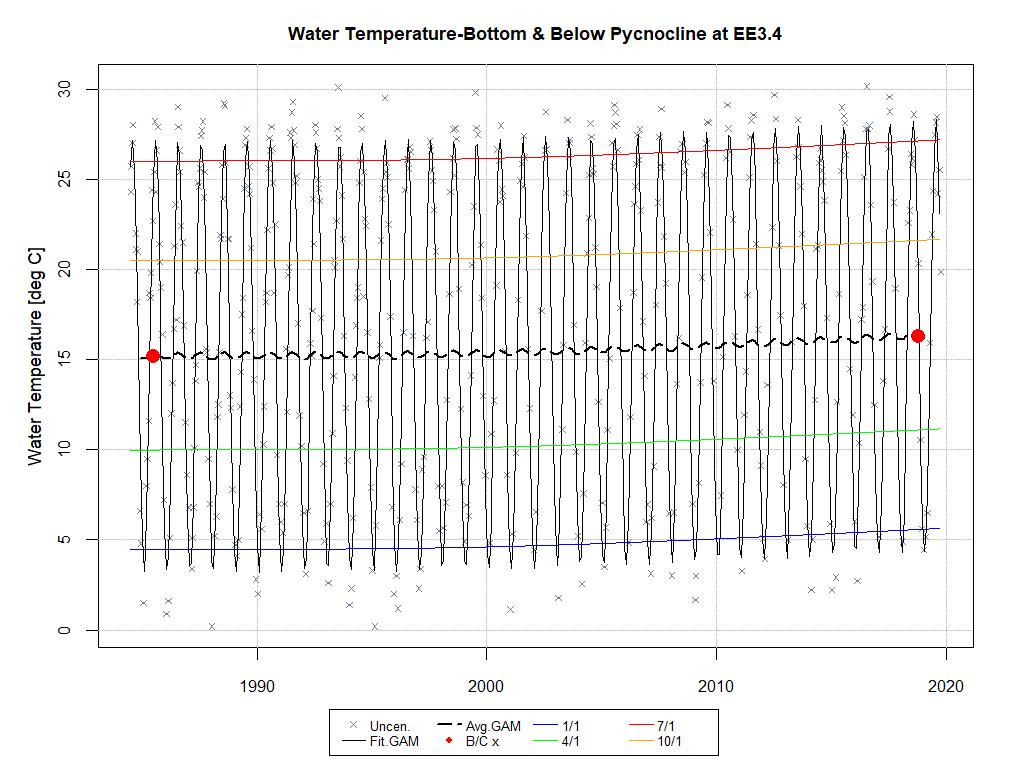 Water Temperature-Bottom & Below Pycnocline at EE3.4
Water Temperature [deg C]
30
25
20
15
10
5
0
1990 2000 2010 2020
Uncen. Avg.GAM 1/1 7/1
Fit.GAM B/C x 4/1 10/1